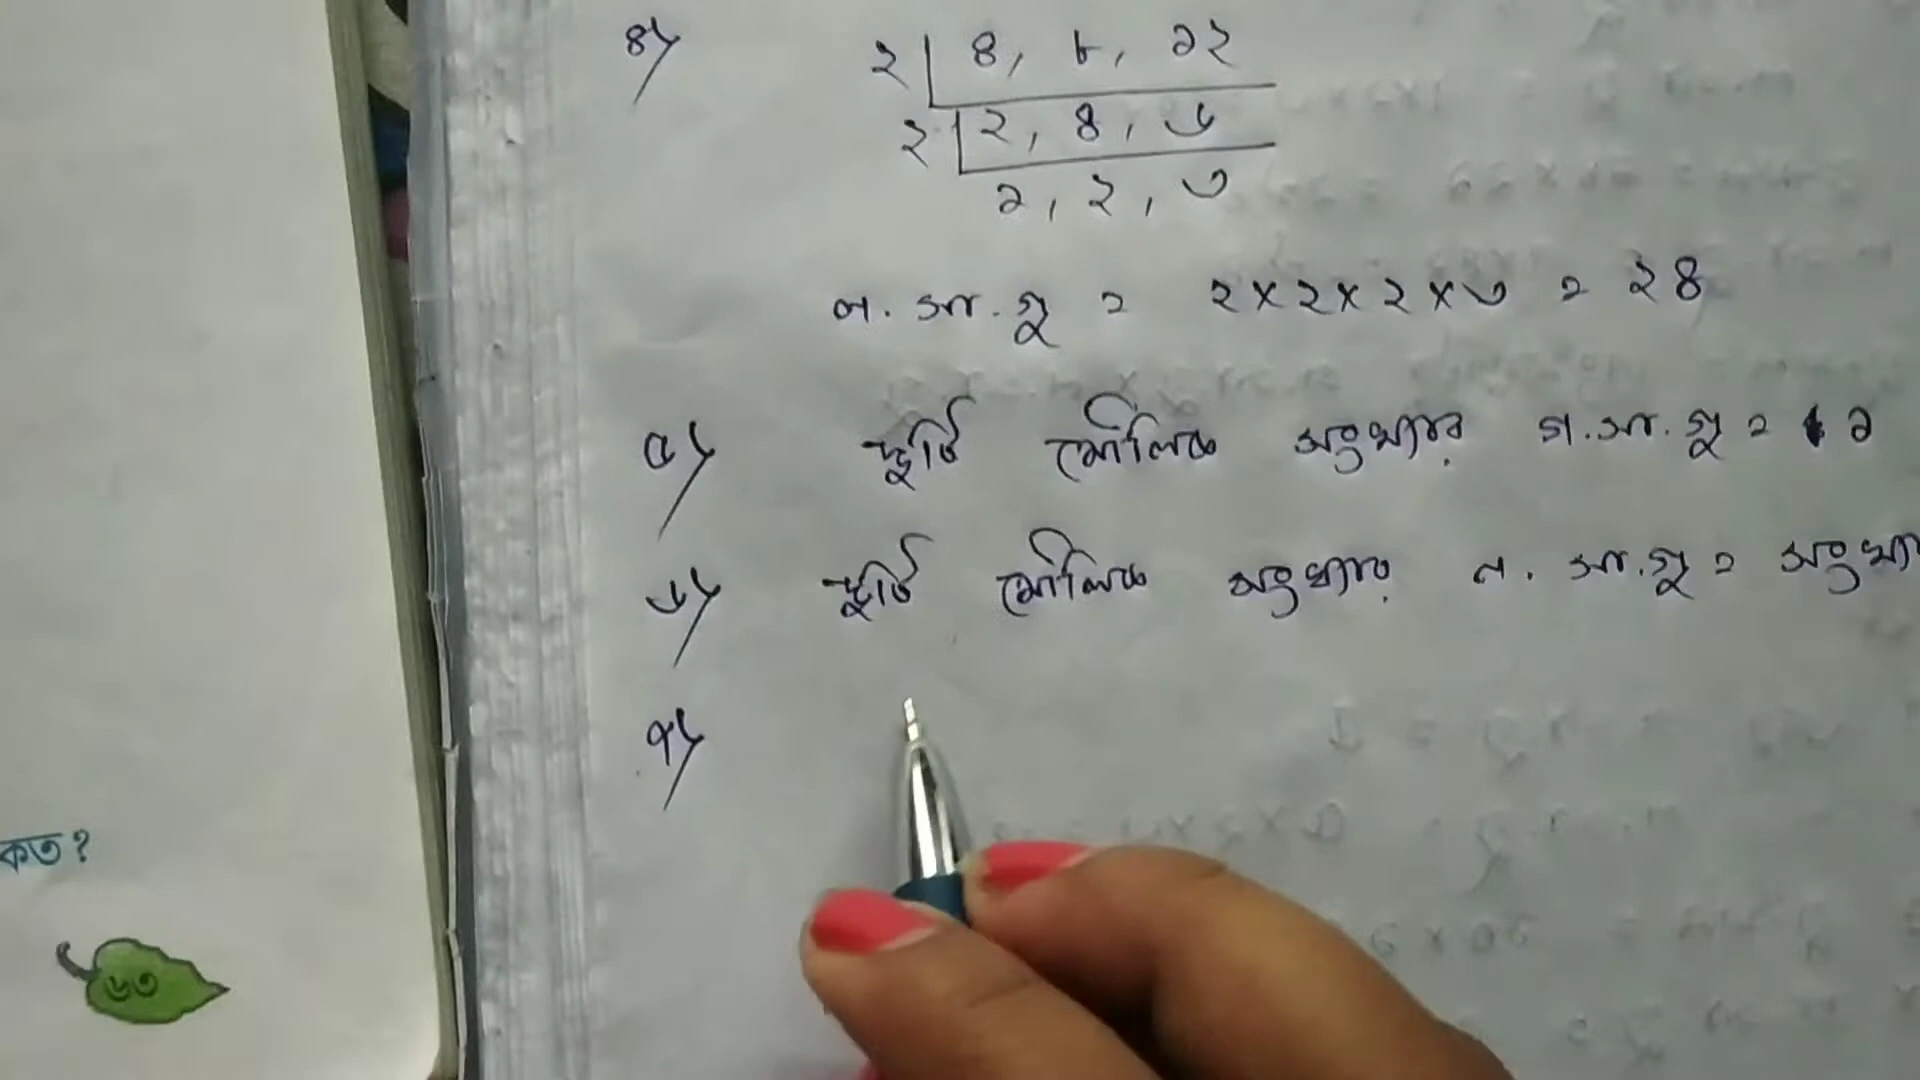 ৪) ২ | ৪, ৮, ১২
২ | ২, ৪, ৬
১, ২, ৩
ল. সা. গু = ২×২×২×৩ = ২৪
৫) দুটি মৌলিক সংখ্যার গ.সা.গু = ১
৬) দুটি মৌলিক সংখ্যার ল. সা.গু = সংখ্যা
৭)
কত?
৬৩